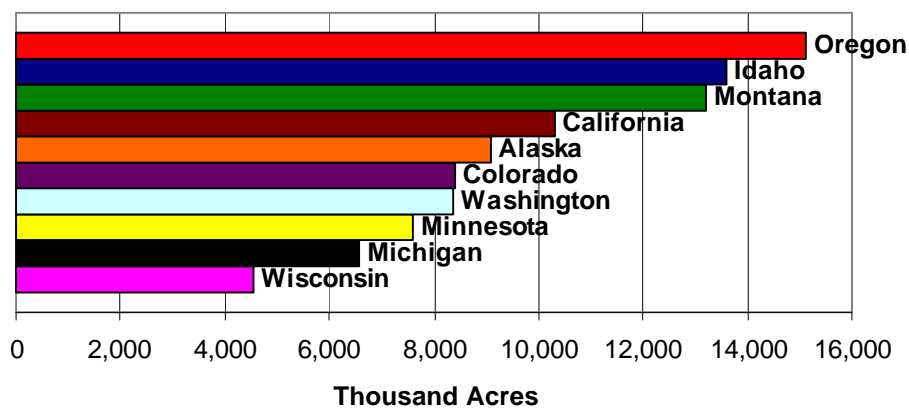 Oregon
Idaho
Montana
California
Alaska
Colorado
Washington
Minnesota
Michigan
Wisconsin
0 2,000 4,000 6,000 8,000 10,000 12,000 14,000 16,000
Thousand Acres